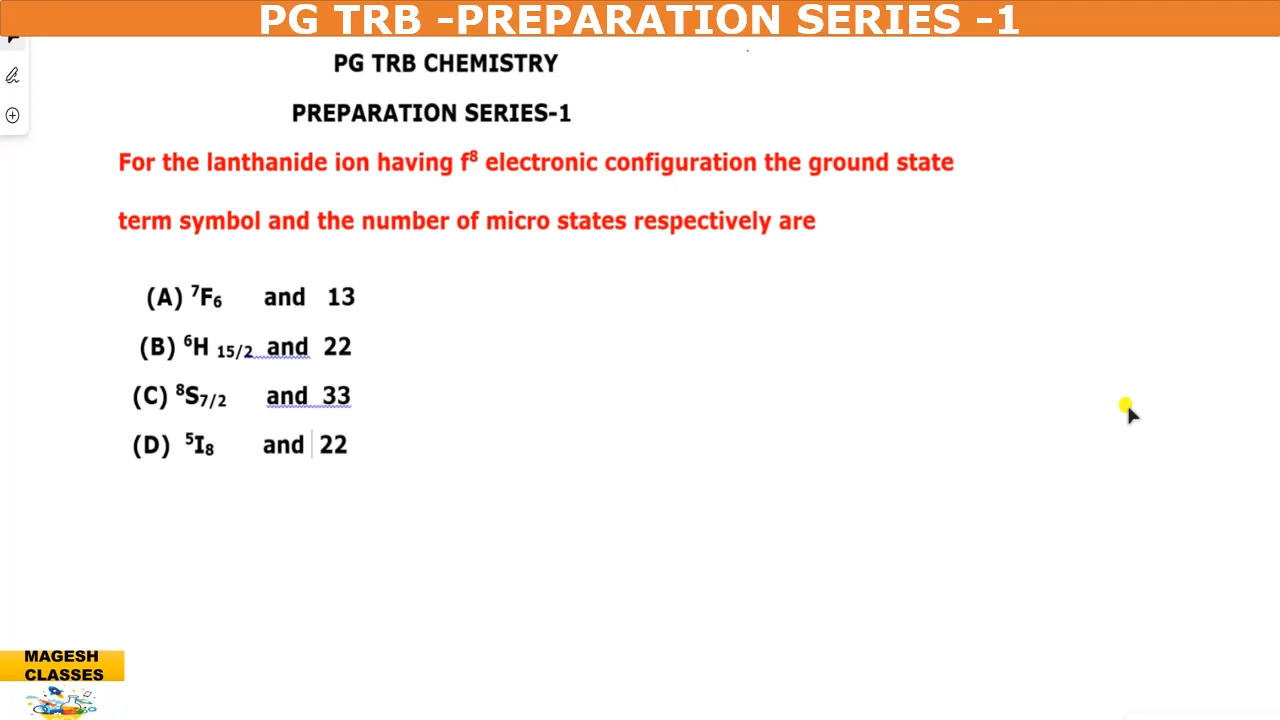 PG TRB -PREPARATION SERIES -1
PG TRB CHEMISTRY
PREPARATION SERIES-1
For the lanthanide ion having f⁸ electronic configuration the ground state
term symbol and the number of micro states respectively are
(A) ⁷F₆ and 13
(B) ⁶H ₁₅/₂ and 22
(C) ⁸S₇/₂ and 33
(D) ⁵I₈ and 22
MAGESH
CLASSES